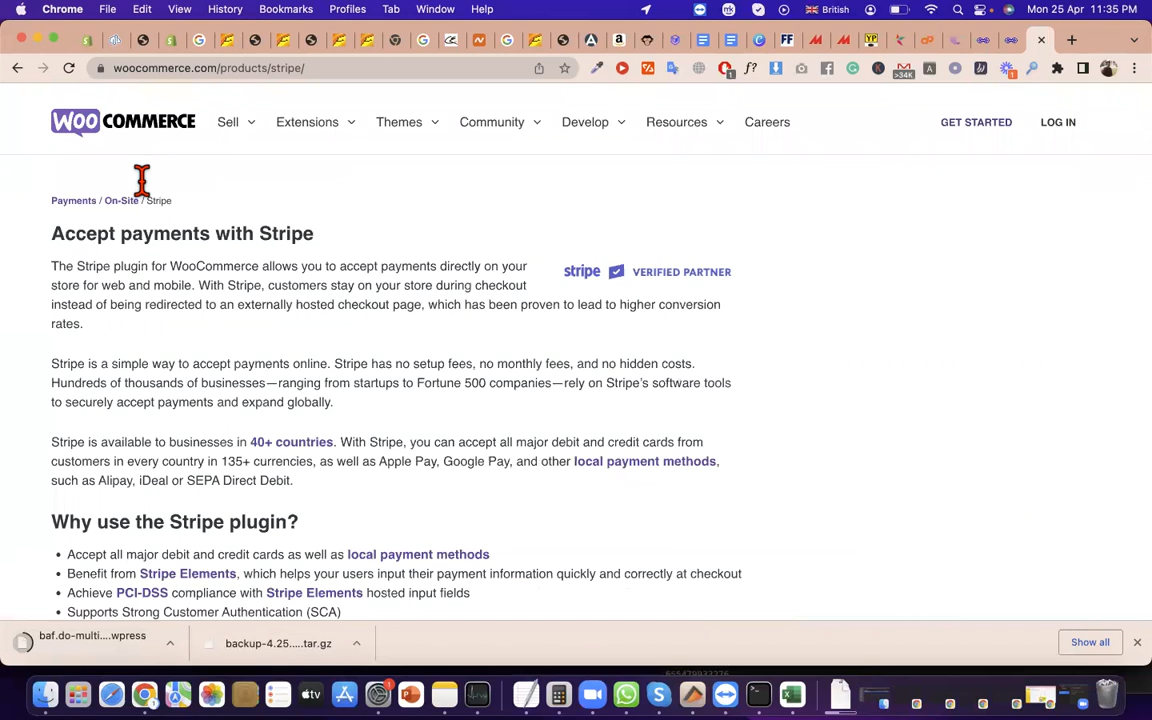 Chrome File Edit View History Bookmarks Profiles Tab Window Help British Mon 25 Apr 11:35 PM
woocommerce.com/products/stripe/
WOO COMMERCE Sell Extensions Themes Community Develop Resources Careers GET STARTED LOG IN
Payments / On-Site / Stripe
Accept payments with Stripe
The Stripe plugin for WooCommerce allows you to accept payments directly on your
stripe VERIFIED PARTNER
store for web and mobile. With Stripe, customers stay on your store during checkout
instead of being redirected to an externally hosted checkout page, which has been proven to lead to higher conversion
rates.
Stripe is a simple way to accept payments online. Stripe has no setup fees, no monthly fees, and no hidden costs.
Hundreds of thousands of businesses—ranging from startups to Fortune 500 companies—rely on Stripe's software tools
to securely accept payments and expand globally.
Stripe is available to businesses in 40+ countries. With Stripe, you can accept all major debit and credit cards from
customers in every country in 135+ currencies, as well as Apple Pay, Google Pay, and other local payment methods,
such as Alipay, iDeal or SEPA Direct Debit.
Why use the Stripe plugin?
• Accept all major debit and credit cards as well as local payment methods
• Benefit from Stripe Elements, which helps your users input their payment information quickly and correctly at checkout
• Achieve PCI-DSS compliance with Stripe Elements hosted input fields
• Supports Strong Customer Authentication (SCA)
baf.do-multi....wpress
backup-4.25.....tar.gz
Show all